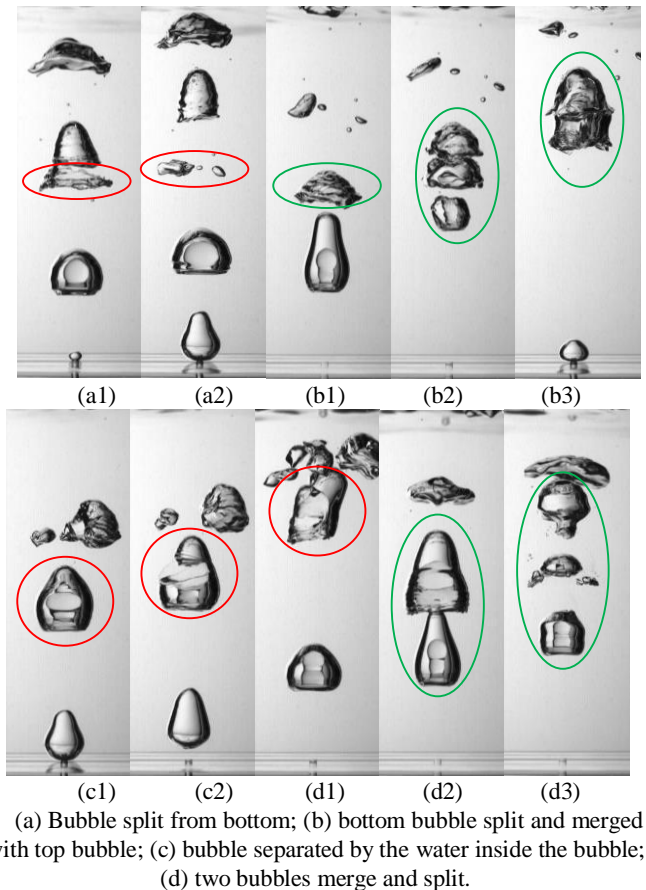 (a1) (a2) (b1) (b2) (b3)
(c1) (c2) (d1) (d2) (d3)
(a) Bubble split from bottom; (b) bottom bubble split and merged
with top bubble; (c) bubble separated by the water inside the bubble;
(d) two bubbles merge and split.